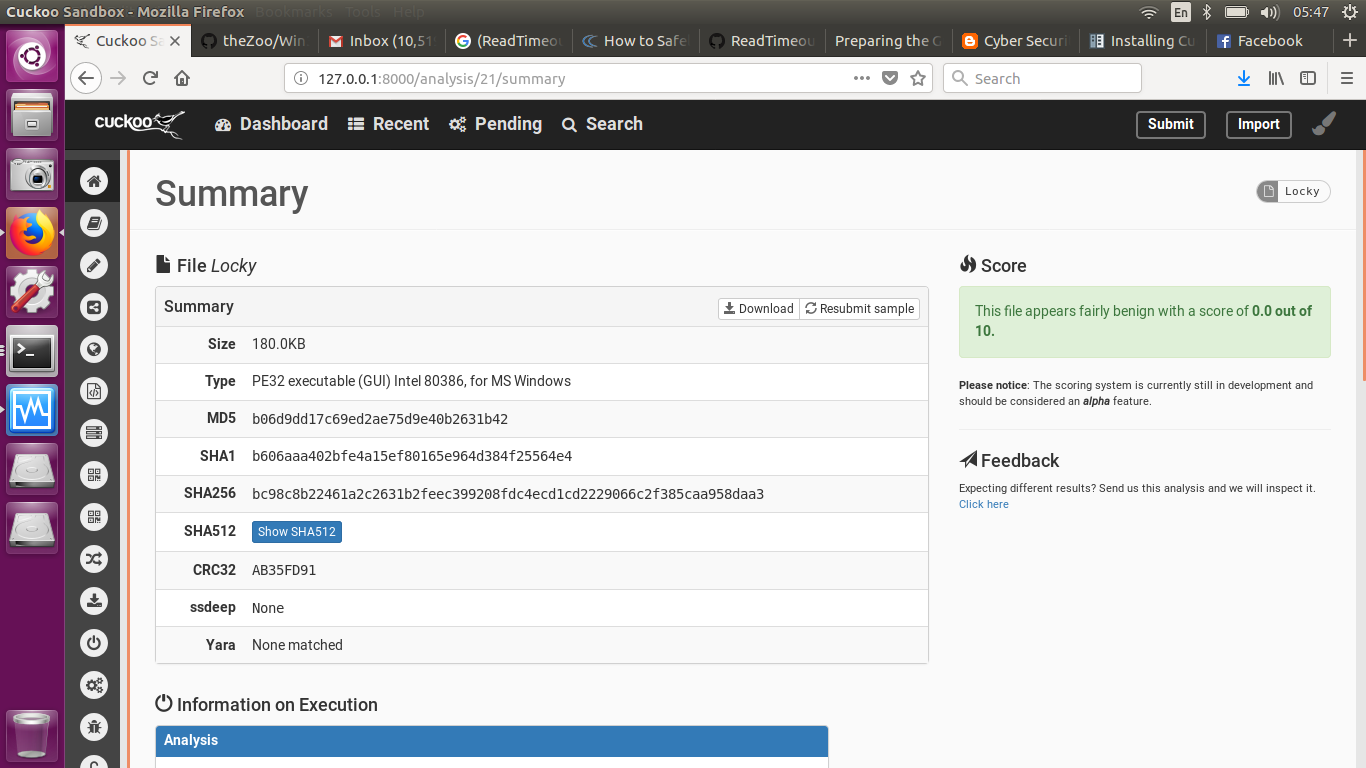 Cuckoo Sandbox - Mozilla Firefox Bookmarks Tools Help
En 05:47
Cuckoo Sa
theZoo/Win
Inbox (10,51
(ReadTimeou
How to Safel
ReadTimeou
Preparing the G
Cyber Securi
Installing Cu
Facebook
127.0.0.1:8000/analysis/21/summary
Search
cuckoo
Dashboard
Recent
Pending
Search
Submit
Import
Summary
Locky
File Locky
Summary
Download
Resubmit sample
Size 180.0KB
Type PE32 executable (GUI) Intel 80386, for MS Windows
MD5 b06d9dd17c69ed2ae75d9e40b2631b42
SHA1 b606aaa402bfe4a15ef80165e964d384f25564e4
SHA256 bc98c8b22461a2c2631b2feec399208fdc4ecd1cd2229066c2f385caa958daa3
SHA512 Show SHA512
CRC32 AB35FD91
ssdeep None
Yara None matched
Score
This file appears fairly benign with a score of 0.0 out of
10.
Please notice: The scoring system is currently still in development and
should be considered an alpha feature.
Feedback
Expecting different results? Send us this analysis and we will inspect it.
Click here
Information on Execution
Analysis